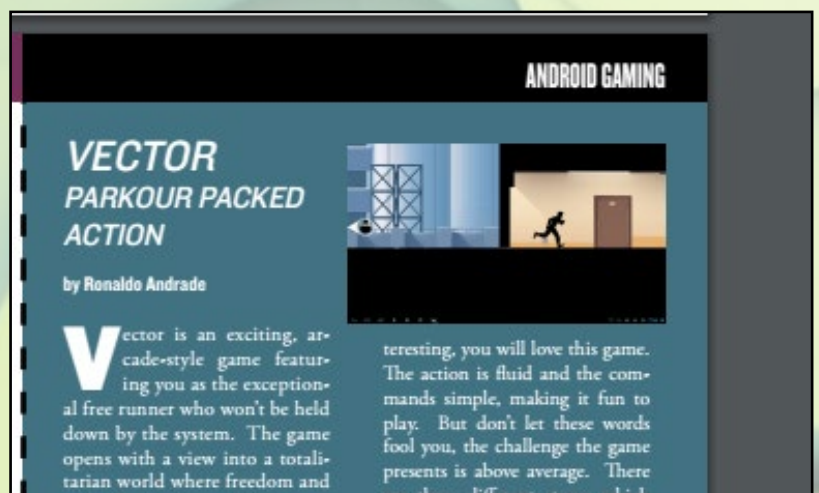 ANDROID GAMING
VECTOR
PARKOUR PACKED
ACTION
by Ronaldo Andrade
Vector is an exciting, ar-
cade-style game featur-
ing you as the exception-
al free runner who won't be held
down by the system. The game
opens with a view into a totali-
tarian world where freedom and
teresting, you will love this game.
The action is fluid and the com-
mands simple, making it fun to
play. But don't let these words
fool you, the challenge the game
presents is above average. There